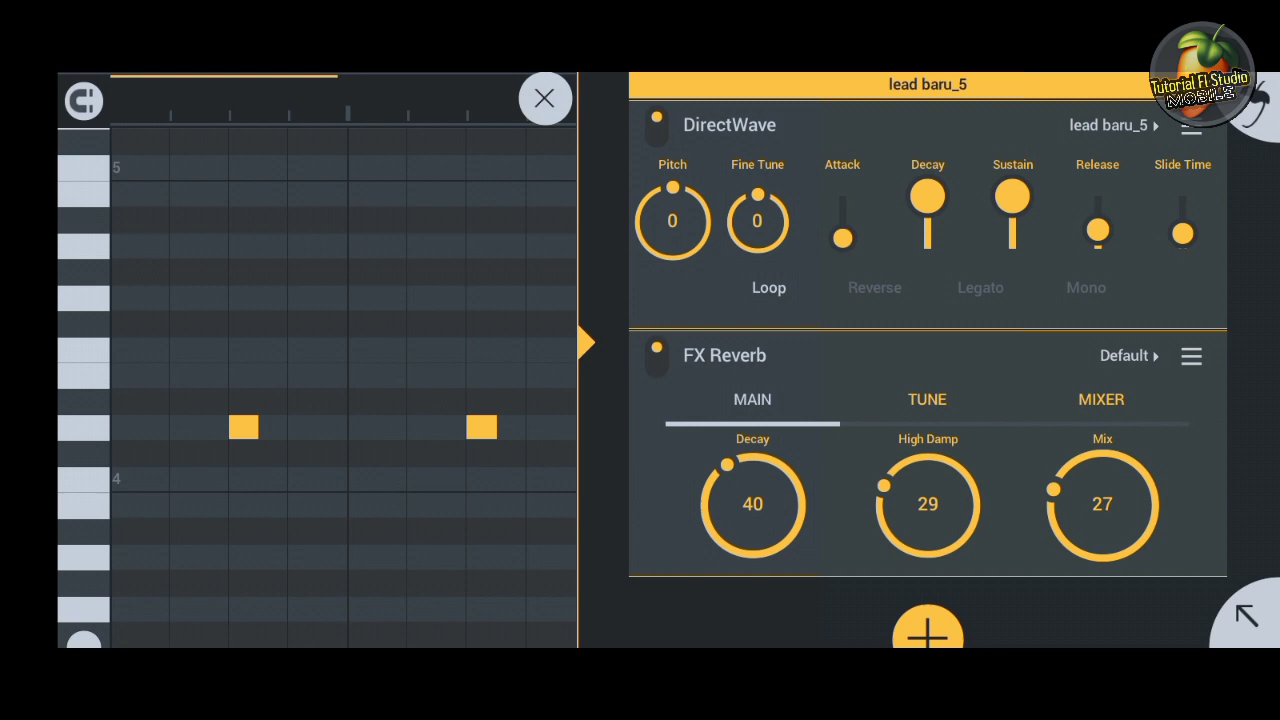 lead baru_5
Tutorial Fl Studio
MOBILE
DirectWave
lead baru_5
Pitch Fine Tune Attack Decay Sustain Release Slide Time
0 0
Loop Reverse Legato Mono
FX Reverb
Default
MAIN TUNE MIXER
Decay High Damp Mix
40 29 27
5
4